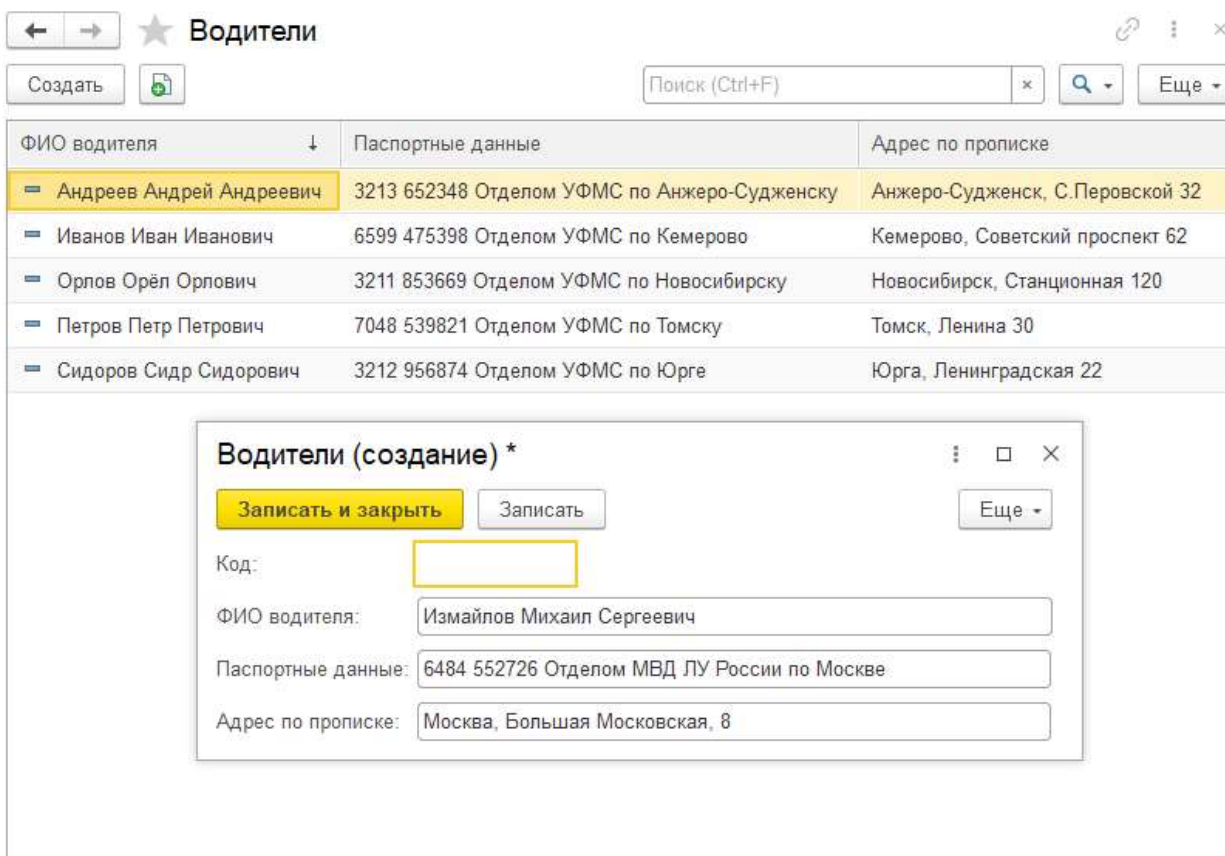 Водители
Создать Поиск (Ctrl+F) × Еще
ФИО водителя ↓ Паспортные данные Адрес по прописке
Андреев Андрей Андреевич 3213 652348 Отделом УФМС по Анжеро-Судженску Анжеро-Судженск, С.Перовской 32
Иванов Иван Иванович 6599 475398 Отделом УФМС по Кемерово Кемерово, Советский проспект 62
Орлов Орёл Орлович 3211 853669 Отделом УФМС по Новосибирску Новосибирск, Станционная 120
Петров Петр Петрович 7048 539821 Отделом УФМС по Томску Томск, Ленина 30
Сидоров Сидр Сидорович 3212 956874 Отделом УФМС по Юрге Юрга, Ленинградская 22
Водители (создание) *
Записать и закрыть Записать Еще
Код:
ФИО водителя: Измайлов Михаил Сергеевич
Паспортные данные: 6484 552726 Отделом МВД ЛУ России по Москве
Адрес по прописке: Москва, Большая Московская, 8